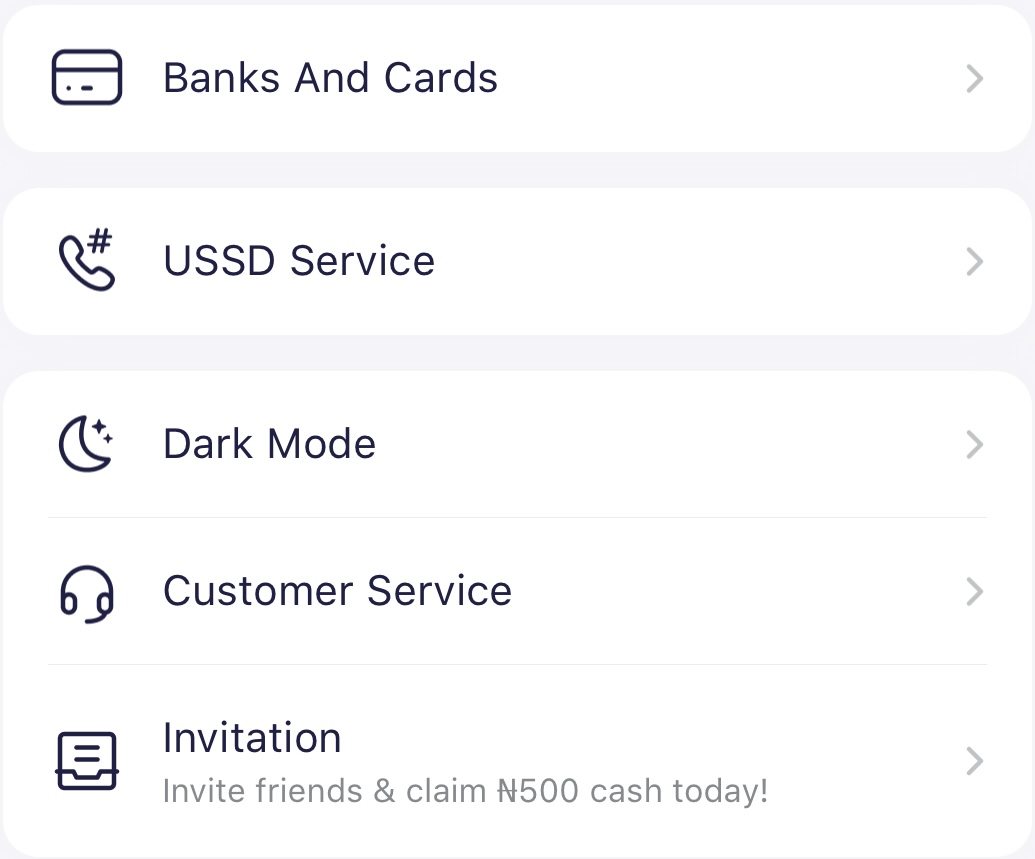 Banks And Cards
USSD Service
Dark Mode
Customer Service
Invitation
Invite friends & claim ₦500 cash today!